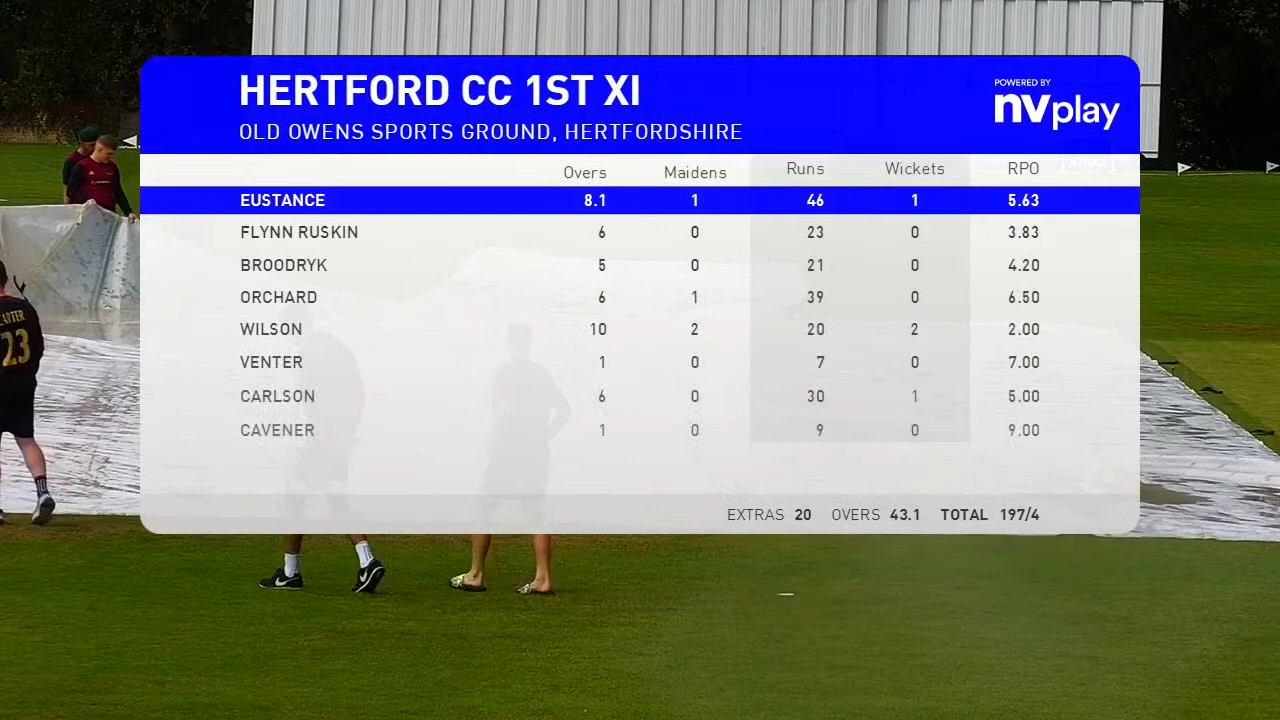 HERTFORD CC 1ST XI
OLD OWENS SPORTS GROUND, HERTFORDSHIRE
POWERED BY
nvplay
Overs Maidens Runs Wickets RPO
EUSTANCE 8.1 1 46 1 5.63
FLYNN RUSKIN 6 0 23 0 3.83
BROODRYK 5 0 21 0 4.20
ORCHARD 6 1 39 0 6.50
WILSON 10 2 20 2 2.00
VENTER 1 0 7 0 7.00
CARLSON 6 0 30 1 5.00
CAVENER 1 0 9 0 9.00
EXTRAS 20 OVERS 43.1 TOTAL 197/4
23